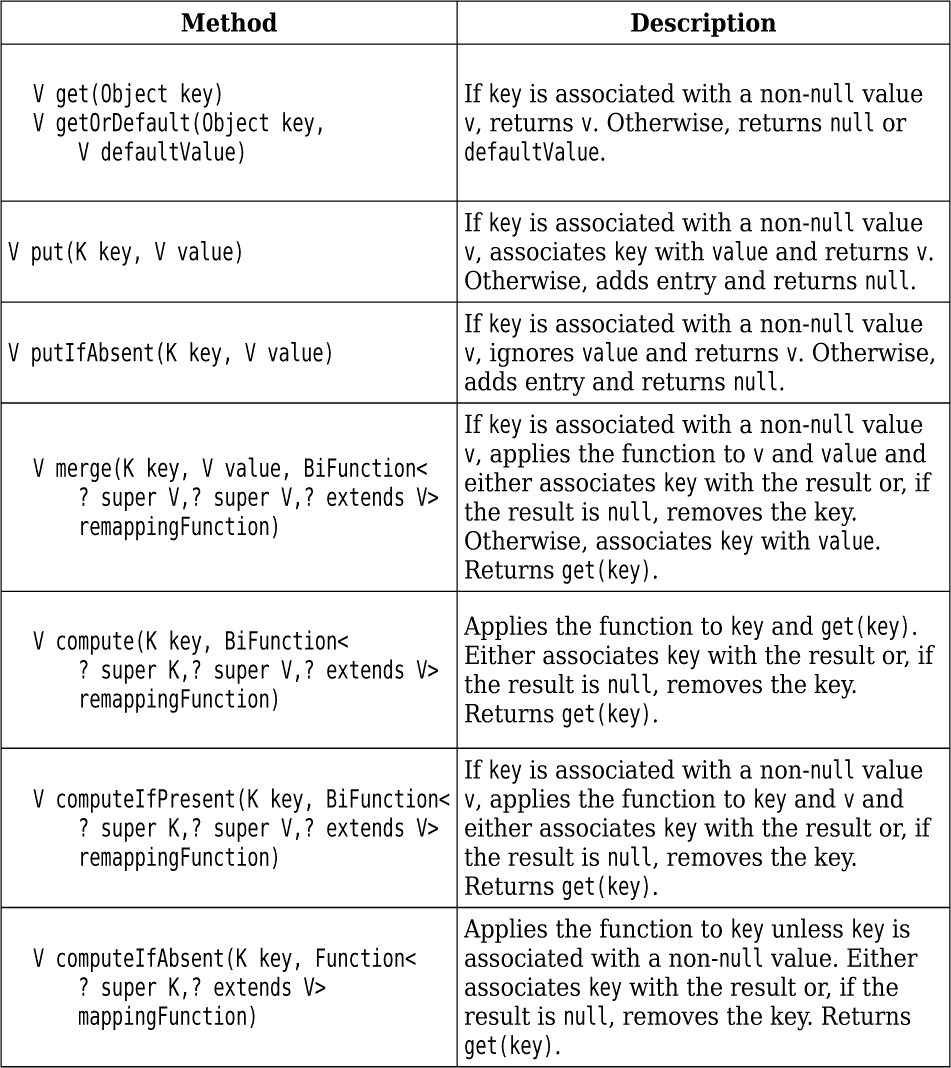 Method
Description
V get(Object key)
V getOrDefault(Object key,
V defaultValue)
If key is associated with a non-null value
v, returns v. Otherwise, returns null or
defaultValue.
V put(K key, V value)
If key is associated with a non-null value
v, associates key with value and returns v.
Otherwise, adds entry and returns null.
V putIfAbsent(K key, V value)
If key is associated with a non-null value
v, ignores value and returns v. Otherwise,
adds entry and returns null.
V merge(K key, V value, BiFunction<
? super V,? super V,? extends V>
remappingFunction)
If key is associated with a non-null value
v, applies the function to v and value and
either associates key with the result or, if
the result is null, removes the key.
Otherwise, associates key with value.
Returns get(key).
V compute(K key, BiFunction<
? super K,? super V,? extends V>
remappingFunction)
Applies the function to key and get(key).
Either associates key with the result or, if
the result is null, removes the key.
Returns get(key).
V computeIfPresent(K key, BiFunction<
? super K,? super V,? extends V>
remappingFunction)
If key is associated with a non-null value
v, applies the function to key and v and
either associates key with the result or, if
the result is null, removes the key.
Returns get(key).
V computeIfAbsent(K key, Function<
? super K,? extends V>
mappingFunction)
Applies the function to key unless key is
associated with a non-null value. Either
associates key with the result or, if the
result is null, removes the key. Returns
get(key).